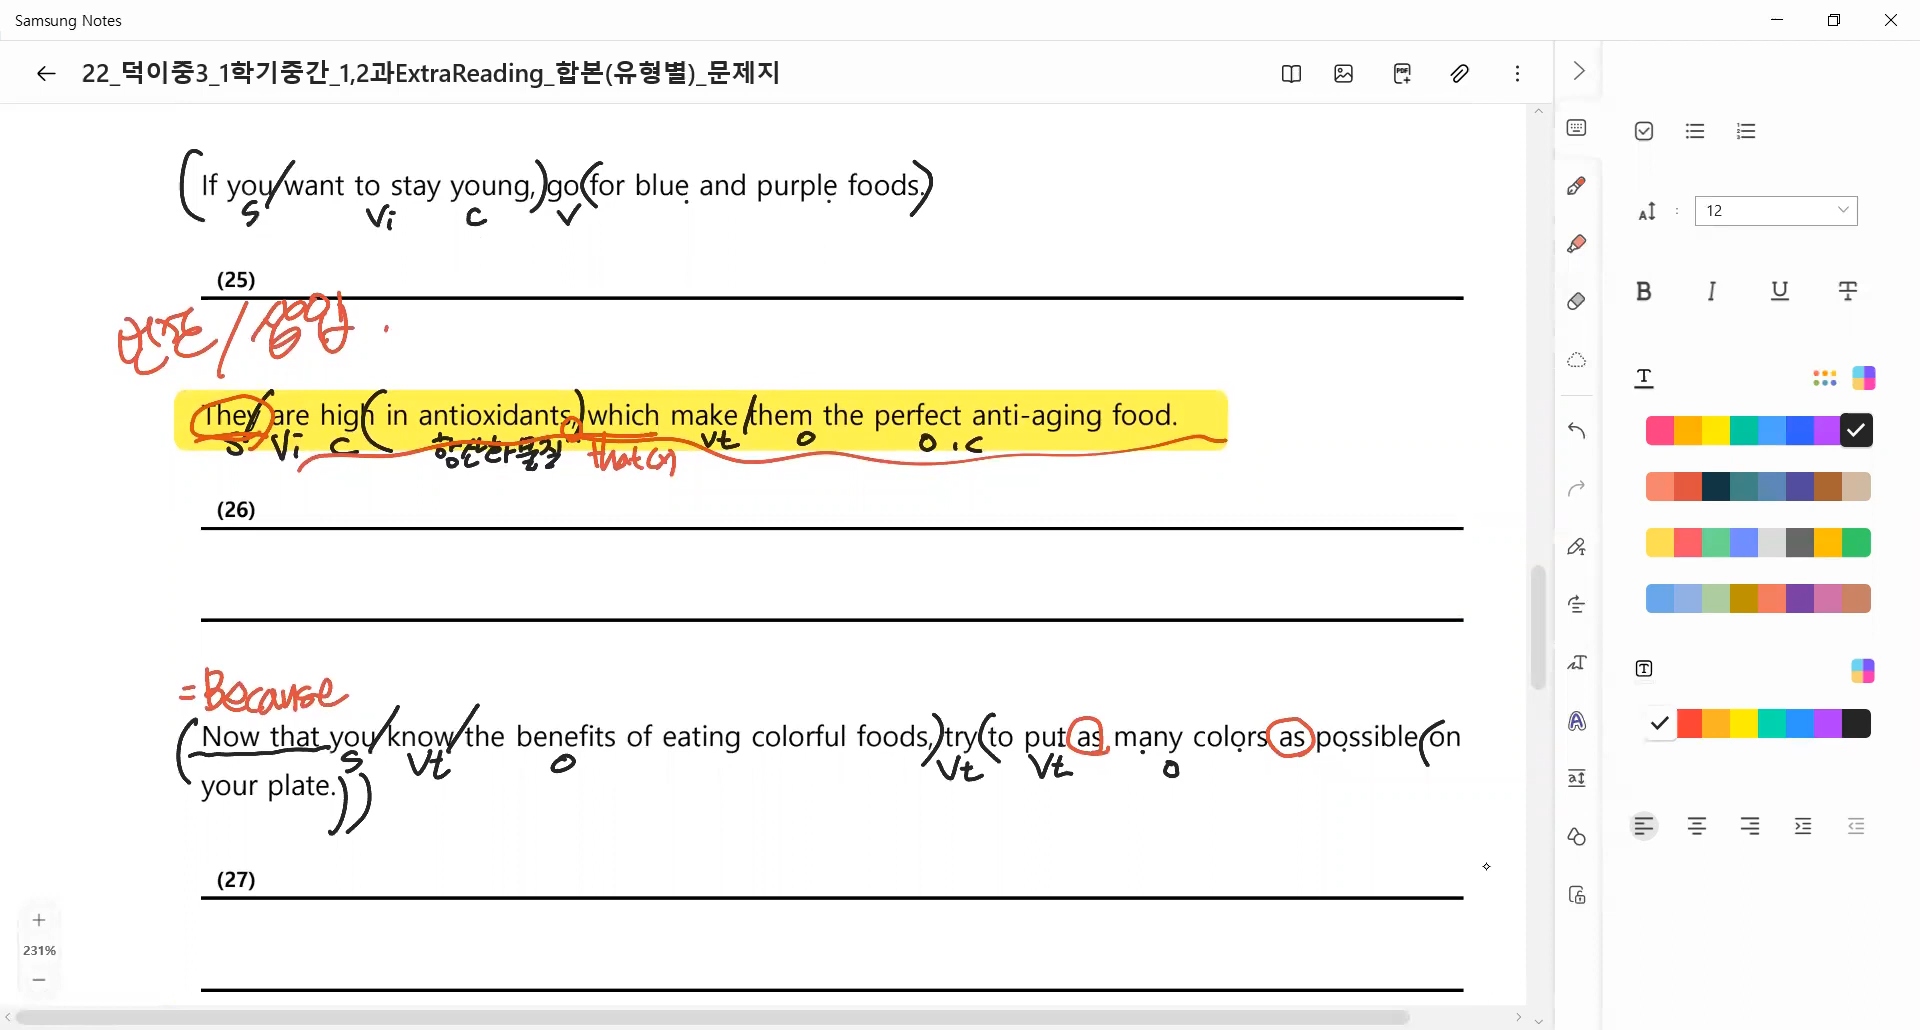 Samsung Notes
22_덕이중3_1학기중간_1,2과ExtraReading_합본(유형별)_문제지
PDF
12
(If you/want to stay young,) go (for blue and purple foods.)
S Vi C V
(25)
They/are high (in antioxidants,) which make/them the perfect anti-aging food.
S Vi C 항산화물질 that(x) Vt O O.C
(26)
=Because
(Now that you/know/the benefits of eating colorful foods,) try (to put as many colors as possible (on
S Vt O Vt Vt O
your plate.))
(27)
231%